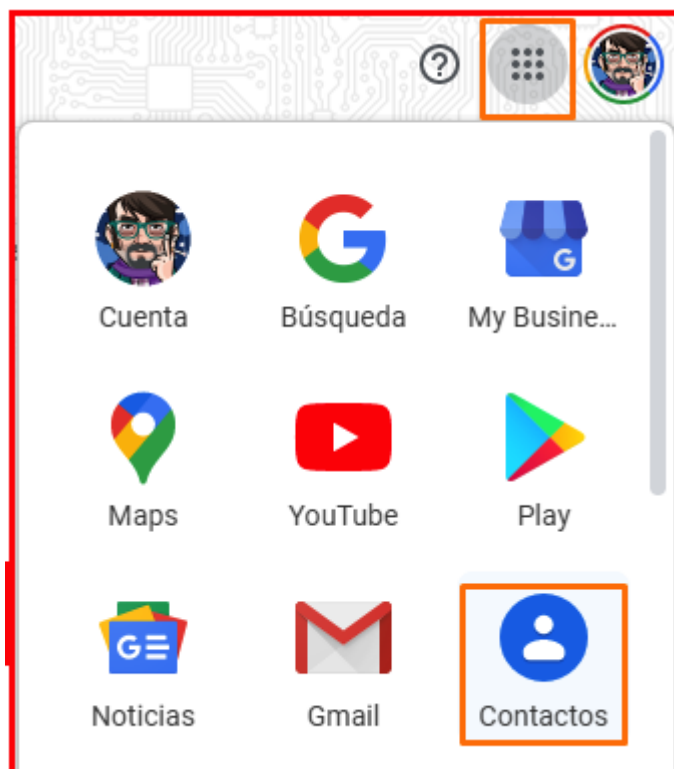 Cuenta
Búsqueda
My Busine...
Maps
YouTube
Play
Noticias
Gmail
Contactos